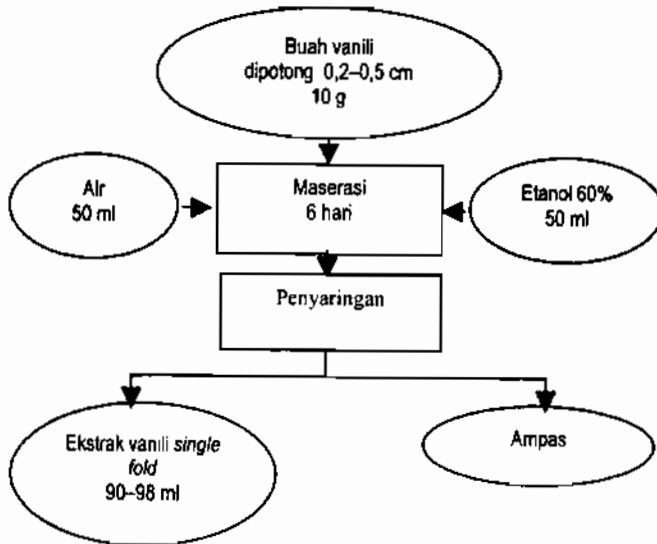 Buah vanili
dipotong 0,2–0,5 cm
10 g
Air
50 ml
Maserasi
6 hari
Etanol 60%
50 ml
Penyaringan
Ekstrak vanili single
fold
90–98 ml
Ampas